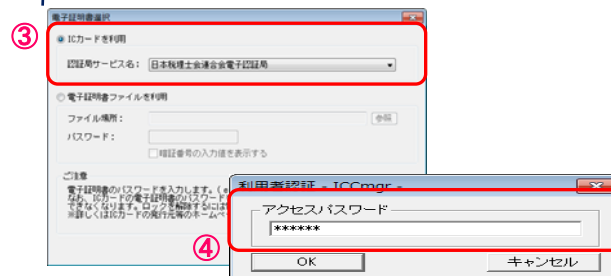 ③
電子証明書選択
ICカードを利用
認証局サービス名： 日本税理士会連合会電子認証局
電子証明書ファイルを利用
ファイル場所：
参照
パスワード：
暗証番号の入力値を表示する
ご注意
電子証明書のパスワードを入力します。(e
なお、ICカードの電子証明書のパスワード
できなくなります。ロックを解除するには
※詳しくはICカードの発行元等のホームペ
利用者認証 - ICCmgr -
④
アクセスパスワード
******
OK
キャンセル